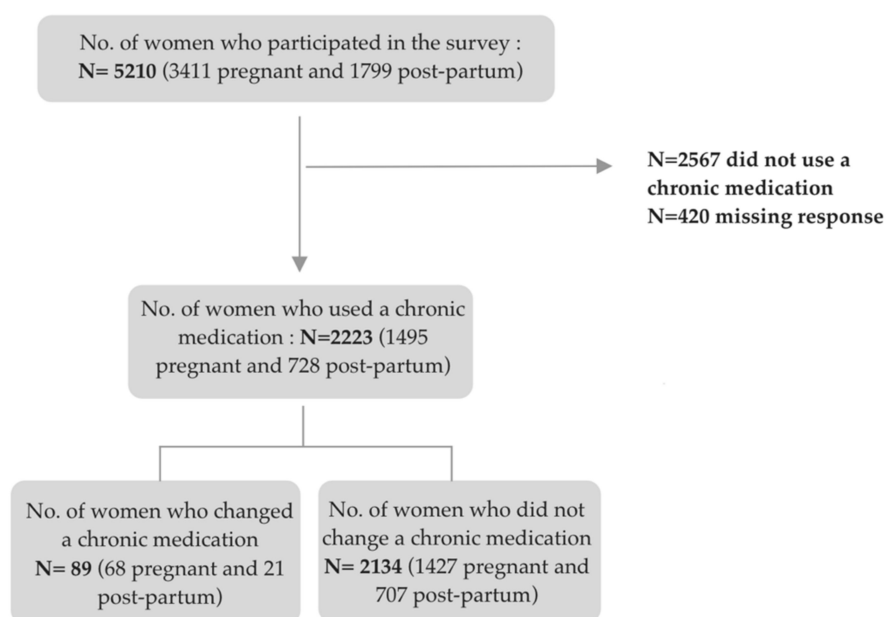 No. of women who participated in the survey :
N= 5210 (3411 pregnant and 1799 post-partum)
N=2567 did not use a
chronic medication
N=420 missing response
No. of women who used a chronic
medication : N=2223 (1495
pregnant and 728 post-partum)
No. of women who changed
a chronic medication
N= 89 (68 pregnant and 21
post-partum)
No. of women who did not
change a chronic medication
N= 2134 (1427 pregnant and
707 post-partum)